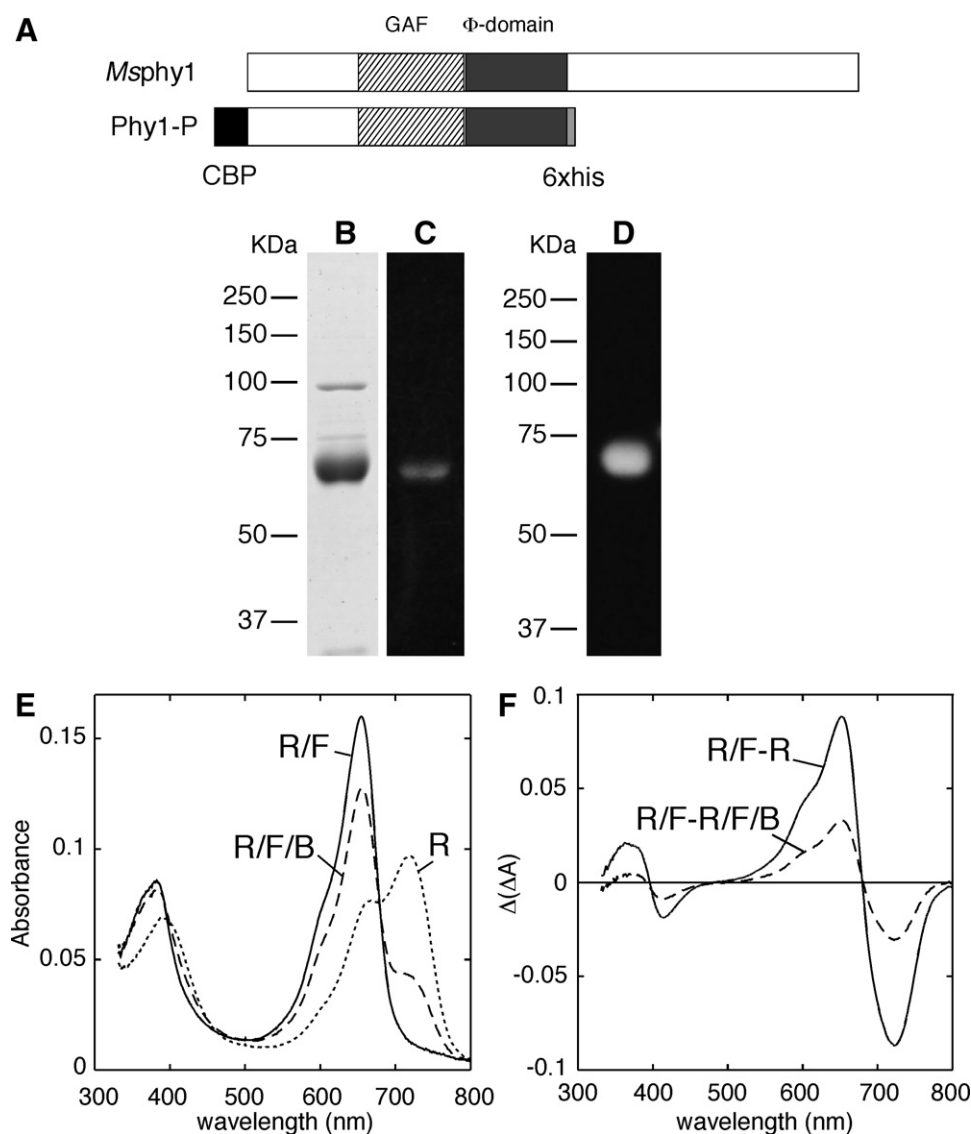 A
GAF Φ-domain
Msphy1
Phy1-P
CBP 6xhis
KDa B C KDa D
250 250
150 150
100 100
75 75
50 50
37 37
E F
0.15
0.1
0.05
0
Absorbance
R/F
R/F/B
R
300 400 500 600 700 800
wavelength (nm)
0.1
0.05
0
-0.05
-0.1
Δ(ΔA)
R/F-R
R/F-R/F/B
300 400 500 600 700 800
wavelength (nm)